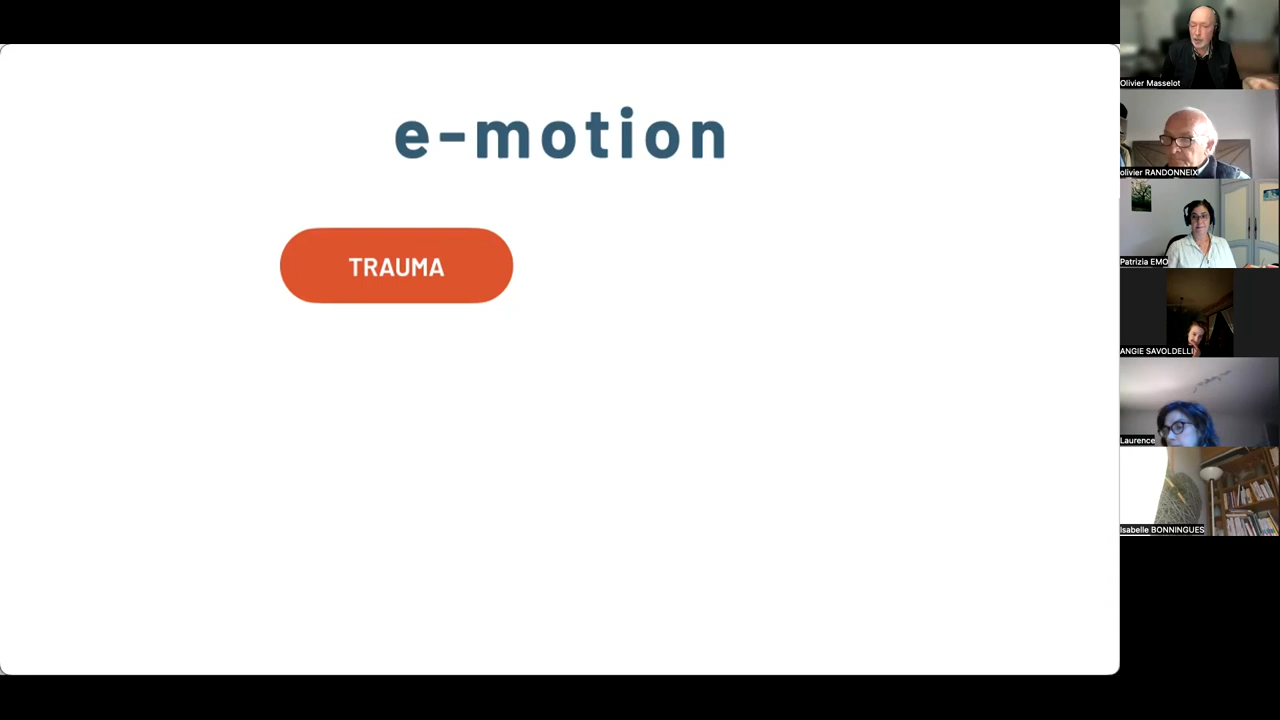 e-motion
TRAUMA
Olivier Masselot
olivier RANDONNEIX
Patrizia EMO
ANGIE SAVOLDELLI
Laurence
Isabelle BONNINGUES